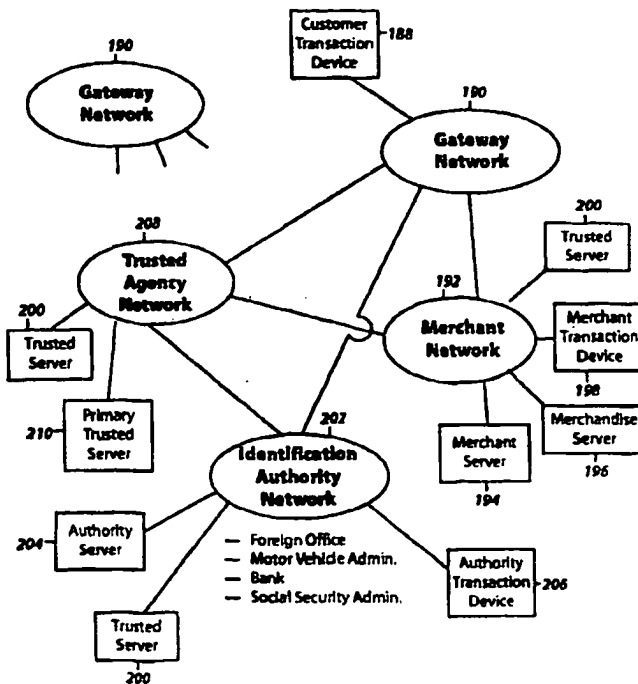 Customer
Transaction
Device
188
190
Gateway
Network
190
Gateway
Network
208
Trusted
Agency
Network
200
Trusted
Server
192
Merchant
Network
200
Trusted
Server
Merchant
Transaction
Device
198
210
Primary
Trusted
Server
202
Identification
Authority
Network
Merchant
Server
194
Merchandise
Server
196
204
Authority
Server
— Foreign Office
— Motor Vehicle Admin.
— Bank
— Social Security Admin.
Authority
Transaction
Device
206
Trusted
Server
200